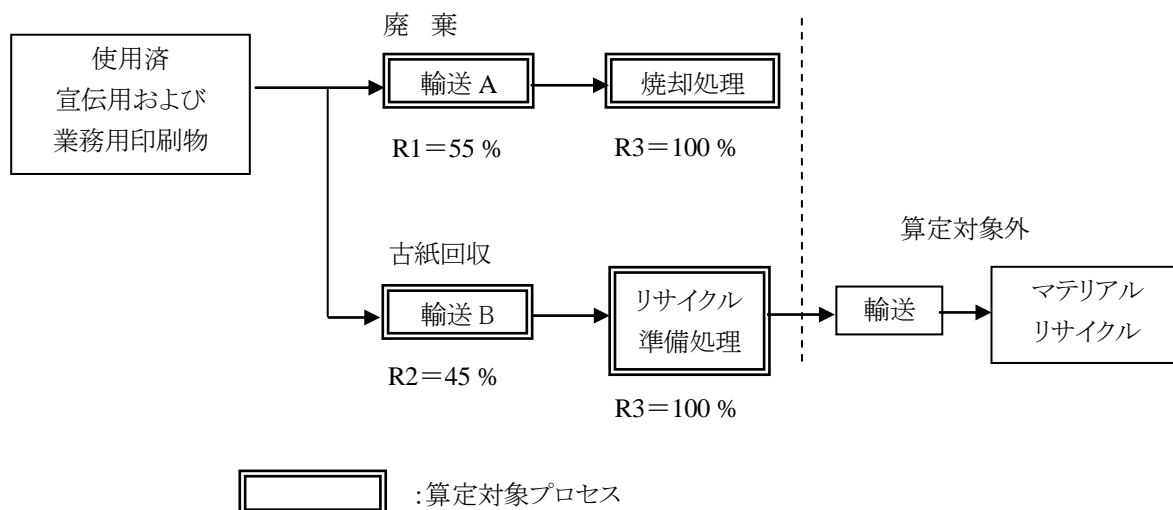 使用済
宣伝用および
業務用印刷物
廃 棄
輸送 A
焼却処理
R1＝55 %
R3＝100 %
古紙回収
輸送 B
リサイクル
準備処理
R2＝45 %
R3＝100 %
算定対象外
輸送
マテリアル
リサイクル
：算定対象プロセス